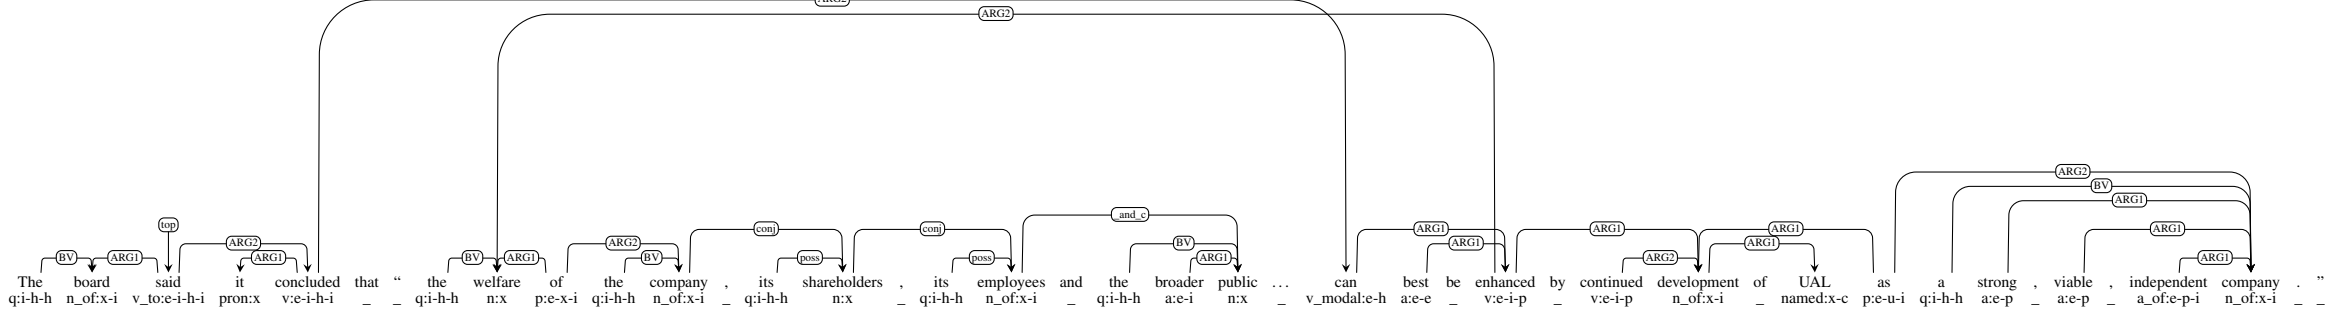 ARG2
ARG2
ARG2 BV ARG1
_and_c
top conj conj ARG1 ARG1 ARG1 ARG1
ARG2 ARG2 BV ARG1 ARG1
BV ARG1 ARG1 BV ARG1 BV poss poss ARG1 ARG2 ARG1
The board said it concluded that “ the welfare of the company , its shareholders , its employees and the broader public ... can best be enhanced by continued development of UAL as a strong , viable , independent company . ”
q:i-h-h n_of:x-i v_to:e-i-h-i pron:x v:e-i-h-i _ _ q:i-h-h n:x p:e-x-i q:i-h-h n_of:x-i _ q:i-h-h n:x _ q:i-h-h n_of:x-i _ q:i-h-h a:e-i n:x _ v_modal:e-h a:e-e _ v:e-i-p _ v:e-i-p n_of:x-i _ named:x-c p:e-u-i q:i-h-h a:e-p _ a:e-p _ a_of:e-p-i n_of:x-i _ _